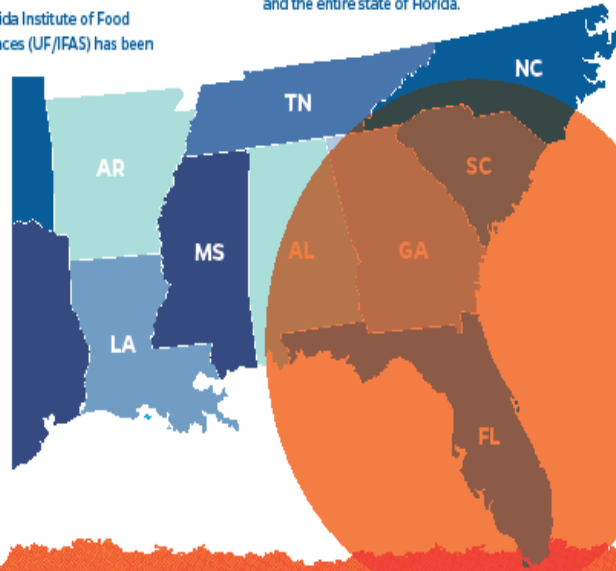 ida Institute of Food
ices (UF/IFAS) has been
and the entire state of Florida.
NC
TN
AR
SC
MS
AL
GA
LA
FL